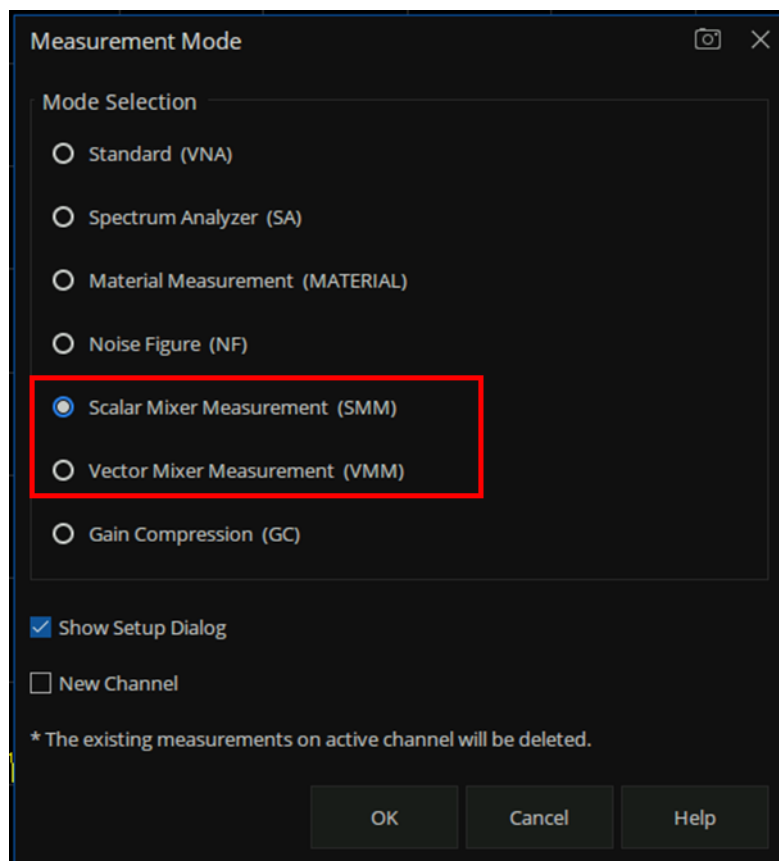 Measurement Mode
Mode Selection
Standard (VNA)
Spectrum Analyzer (SA)
Material Measurement (MATERIAL)
Noise Figure (NF)
Scalar Mixer Measurement (SMM)
Vector Mixer Measurement (VMM)
Gain Compression (GC)
Show Setup Dialog
New Channel
* The existing measurements on active channel will be deleted.
OK Cancel Help